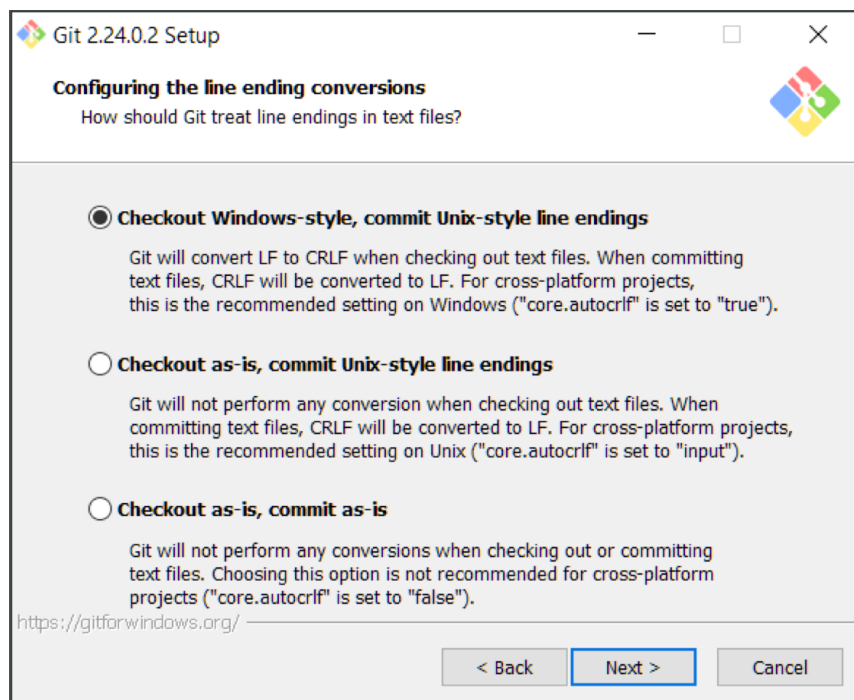 Git 2.24.0.2 Setup
Configuring the line ending conversions
How should Git treat line endings in text files?
Checkout Windows-style, commit Unix-style line endings
Git will convert LF to CRLF when checking out text files. When committing
text files, CRLF will be converted to LF. For cross-platform projects,
this is the recommended setting on Windows ("core.autocrlf" is set to "true").
Checkout as-is, commit Unix-style line endings
Git will not perform any conversion when checking out text files. When
committing text files, CRLF will be converted to LF. For cross-platform projects,
this is the recommended setting on Unix ("core.autocrlf" is set to "input").
Checkout as-is, commit as-is
Git will not perform any conversions when checking out or committing
text files. Choosing this option is not recommended for cross-platform
projects ("core.autocrlf" is set to "false").
https://gitforwindows.org/
< Back Next > Cancel